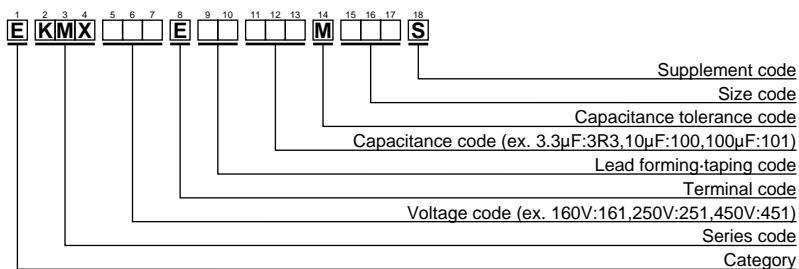 1 2 3 4 5 6 7 8 9 10 11 12 13 14 15 16 17 18
E KMX E M S
Supplement code
Size code
Capacitance tolerance code
Capacitance code (ex. 3.3μF:3R3,10μF:100,100μF:101)
Lead forming·taping code
Terminal code
Voltage code (ex. 160V:161,250V:251,450V:451)
Series code
Category